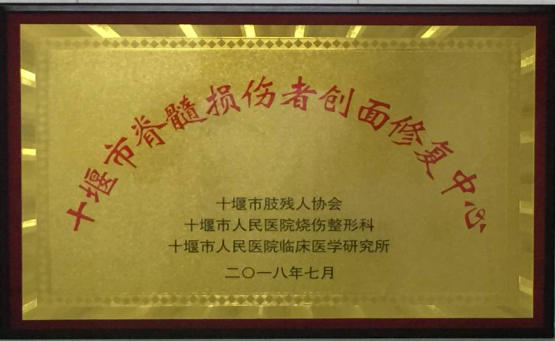 十堰市脊髓损伤者创面修复中心
十堰市肢残人协会
十堰市人民医院烧伤整形科
十堰市人民医院临床医学研究所
二〇一八年七月